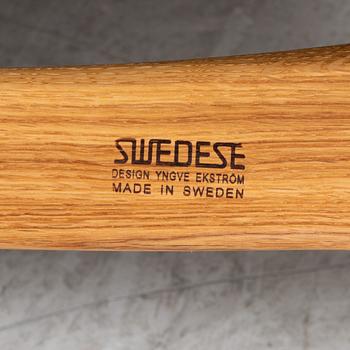 SWEDESE
DESIGN YNGVE EKSTRÖM
MADE IN SWEDEN